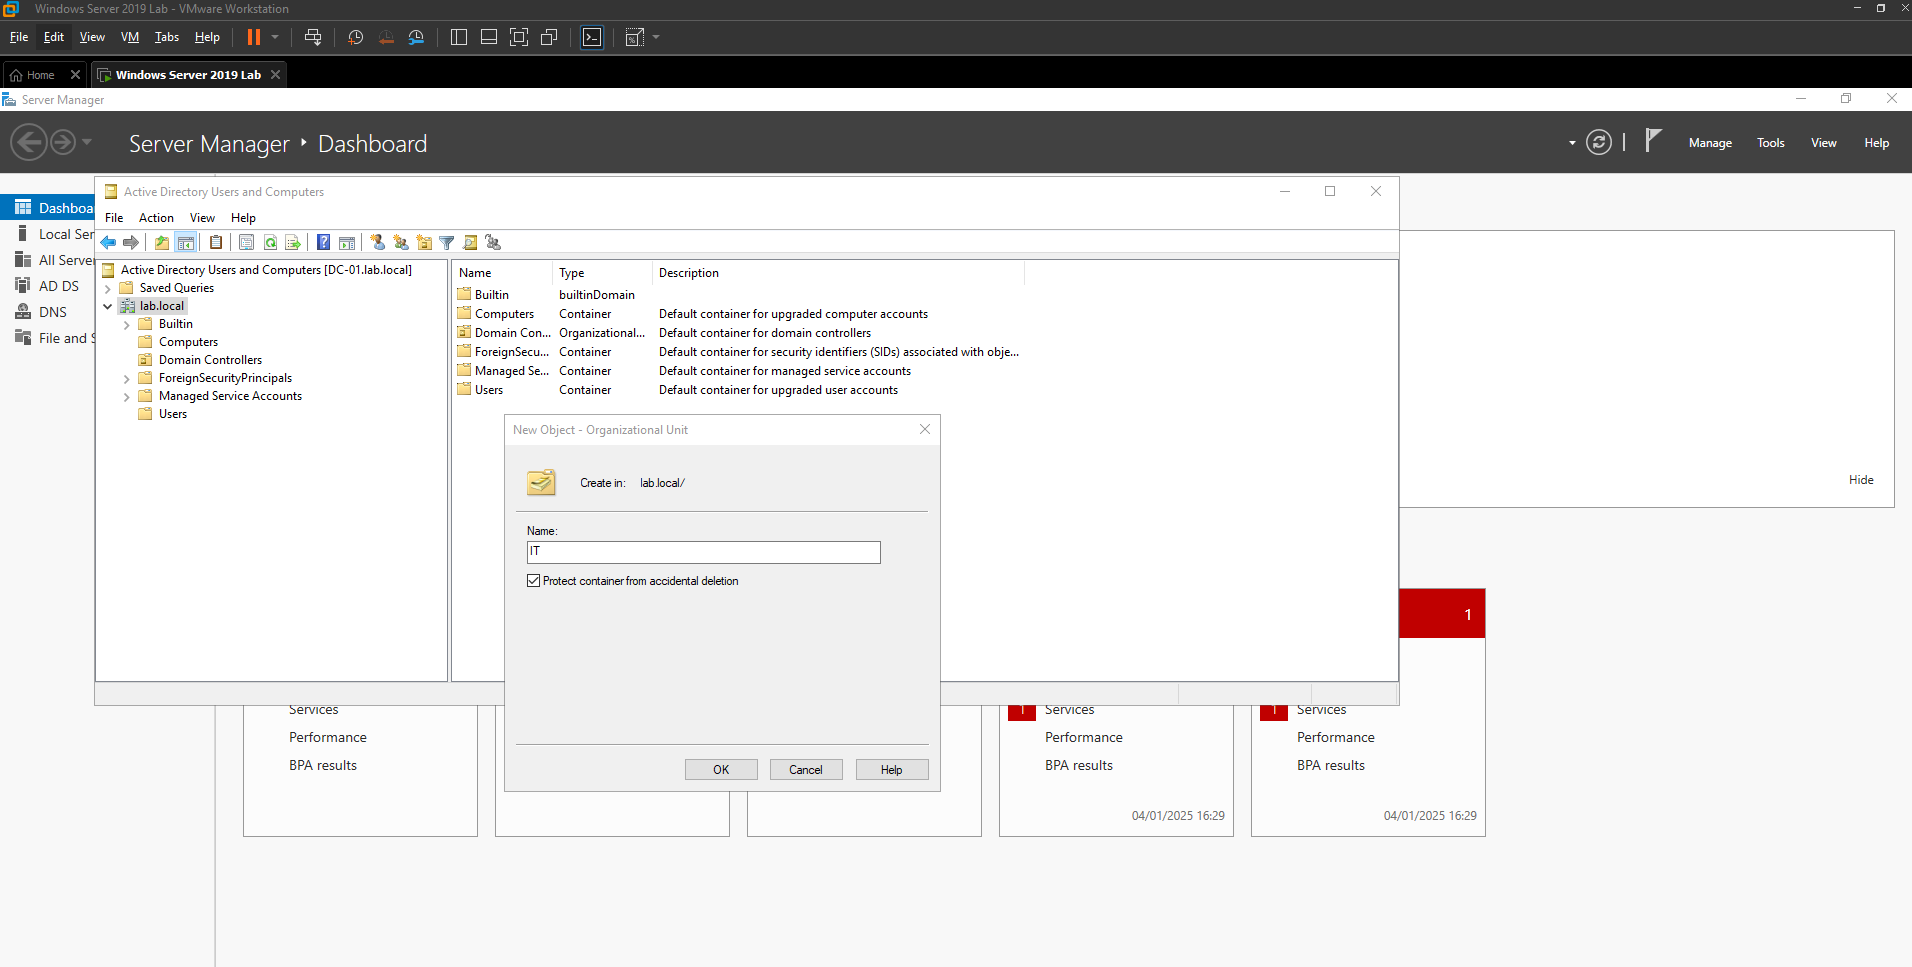 Windows Server 2019 Lab - VMware Workstation
File Edit View VM Tabs Help
Home
Windows Server 2019 Lab
Server Manager
Server Manager Dashboard
Manage Tools View Help
Dashboa
Local Ser
All Serve
AD DS
DNS
File and S
Active Directory Users and Computers
File Action View Help
Active Directory Users and Computers [DC-01.lab.local]
Saved Queries
lab.local
Builtin
Computers
Domain Controllers
ForeignSecurityPrincipals
Managed Service Accounts
Users
Name Type Description
Builtin builtinDomain
Computers Container Default container for upgraded computer accounts
Domain Con... Organizational... Default container for domain controllers
ForeignSecu... Container Default container for security identifiers (SIDs) associated with obje...
Managed Se... Container Default container for managed service accounts
Users Container Default container for upgraded user accounts
New Object - Organizational Unit
Create in: lab.local/
Name:
IT
Protect container from accidental deletion
OK Cancel Help
Hide
1
Services
Performance
BPA results
1 Services
Performance
BPA results
04/01/2025 16:29
1 Services
Performance
BPA results
04/01/2025 16:29